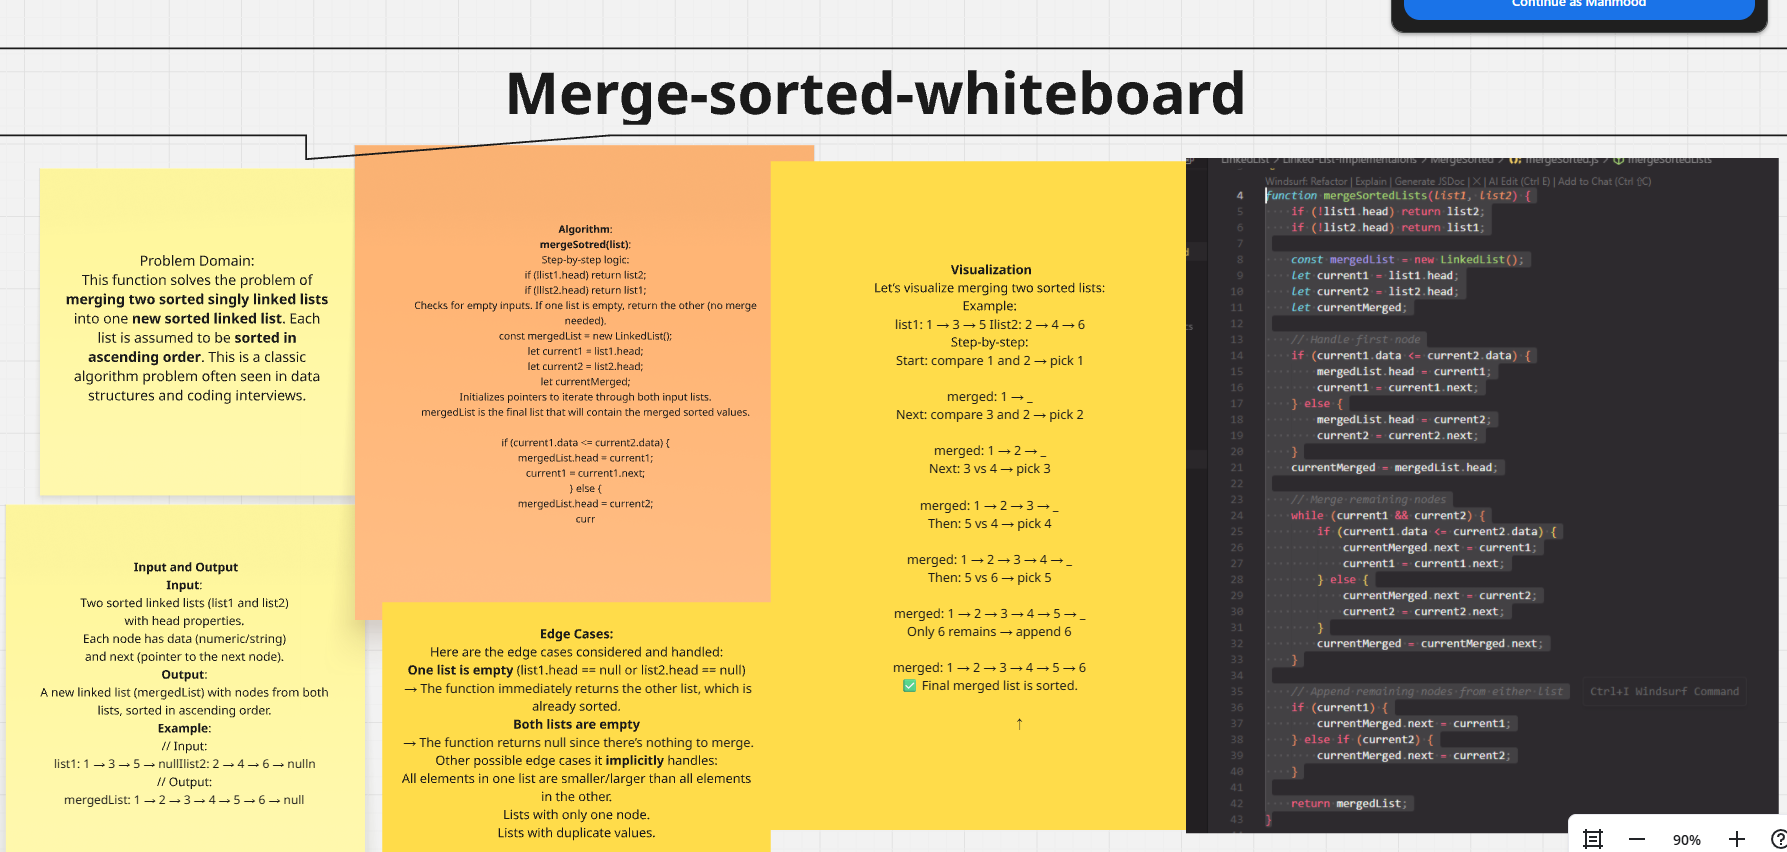 Continue as Mahmood
Merge-sorted-whiteboard
Problem Domain:
This function solves the problem of
merging two sorted singly linked lists
into one new sorted linked list. Each
list is assumed to be sorted in
ascending order. This is a classic
algorithm problem often seen in data
structures and coding interviews.
Input and Output
Input:
Two sorted linked lists (list1 and list2)
with head properties.
Each node has data (numeric/string)
and next (pointer to the next node).
Output:
A new linked list (mergedList) with nodes from both
lists, sorted in ascending order.
Example:
// Input:
list1: 1 → 3 → 5 → nullIlist2: 2 → 4 → 6 → nulln
// Output:
mergedList: 1 → 2 → 3 → 4 → 5 → 6 → null
Algorithm:
mergeSotred(list):
Step-by-step logic:
if (!list1.head) return list2;
if (!list2.head) return list1;
Checks for empty inputs. If one list is empty, return the other (no merge
needed).
const mergedList = new LinkedList();
let current1 = list1.head;
let current2 = list2.head;
let currentMerged;
Initializes pointers to iterate through both input lists.
mergedList is the final list that will contain the merged sorted values.
if (current1.data <= current2.data) {
mergedList.head = current1;
current1 = current1.next;
} else {
mergedList.head = current2;
curr
Edge Cases:
Here are the edge cases considered and handled:
One list is empty (list1.head == null or list2.head == null)
→ The function immediately returns the other list, which is
already sorted.
Both lists are empty
→ The function returns null since there's nothing to merge.
Other possible edge cases it implicitly handles:
All elements in one list are smaller/larger than all elements
in the other.
Lists with only one node.
Lists with duplicate values.
Visualization
Let's visualize merging two sorted lists:
Example:
list1: 1 → 3 → 5 Ilist2: 2 → 4 → 6
Step-by-step:
Start: compare 1 and 2 → pick 1
merged: 1 → _
Next: compare 3 and 2 → pick 2
merged: 1 → 2 → _
Next: 3 vs 4 → pick 3
merged: 1 → 2 → 3 → _
Then: 5 vs 4 → pick 4
merged: 1 → 2 → 3 → 4 → _
Then: 5 vs 6 → pick 5
merged: 1 → 2 → 3 → 4 → 5 → _
Only 6 remains → append 6
merged: 1 → 2 → 3 → 4 → 5 → 6
✅ Final merged list is sorted.
↑
LinkedList > Linked-List-Implementaions > MergeSorted > mergeSorted.js > mergeSortedLists
Windsurf: Refactor | Explain | Generate JSDoc | X | AI Edit (Ctrl E) | Add to Chat (Ctrl ⇧C)
4 function mergeSortedLists(list1, list2) {
5 if (!list1.head) return list2;
6 if (!list2.head) return list1;
7
8 const mergedList = new LinkedList();
9 let current1 = list1.head;
10 let current2 = list2.head;
11 let currentMerged;
12
13 // Handle first node
14 if (current1.data <= current2.data) {
15 mergedList.head = current1;
16 current1 = current1.next;
17 } else {
18 mergedList.head = current2;
19 current2 = current2.next;
20 }
21 currentMerged = mergedList.head;
22
23 // Merge remaining nodes
24 while (current1 && current2) {
25 if (current1.data <= current2.data) {
26 currentMerged.next = current1;
27 current1 = current1.next;
28 } else {
29 currentMerged.next = current2;
30 current2 = current2.next;
31 }
32 currentMerged = currentMerged.next;
33 }
34
35 // Append remaining nodes from either list
Ctrl+I Windsurf Command
36 if (current1) {
37 currentMerged.next = current1;
38 } else if (current2) {
39 currentMerged.next = current2;
40 }
41
42 return mergedList;
43 }
90%